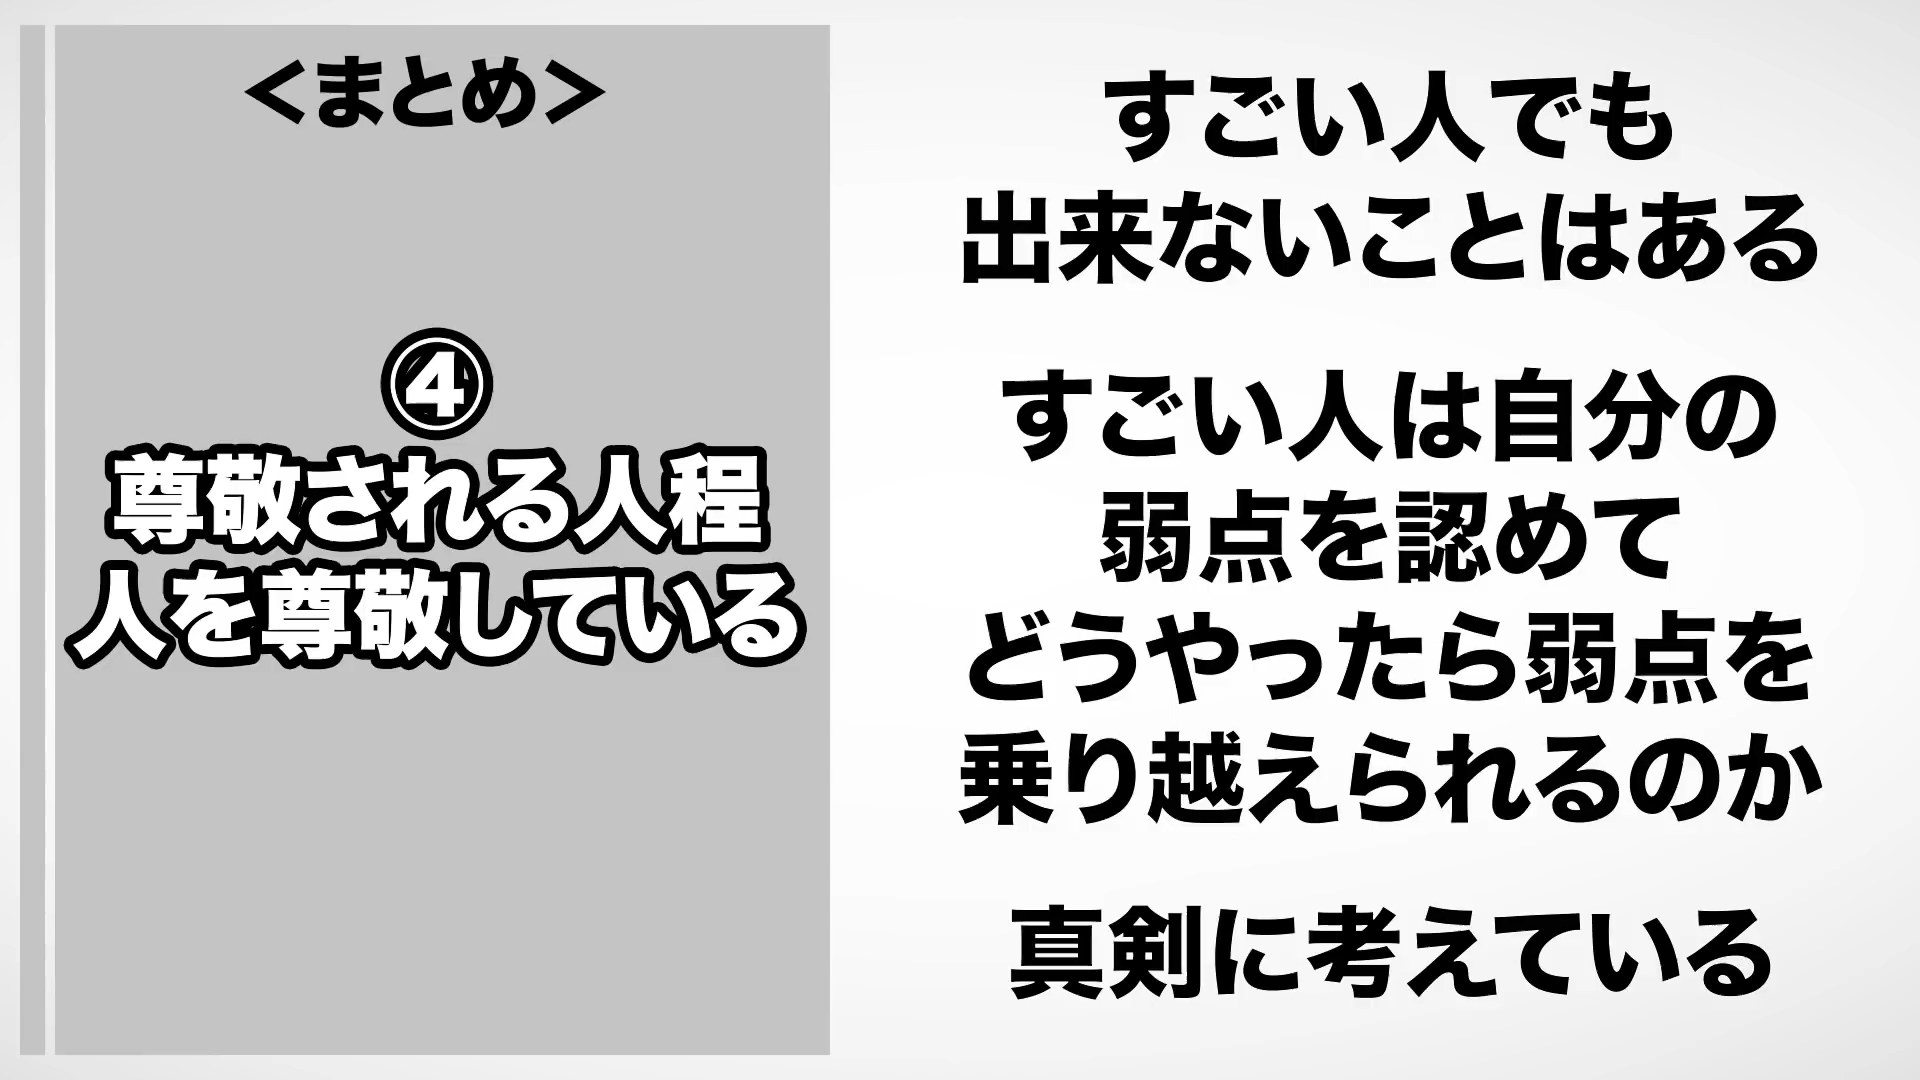 ＜まとめ＞
④
尊敬される人程
人を尊敬している
すごい人でも
出来ないことはある
すごい人は自分の
弱点を認めて
どうやったら弱点を
乗り越えられるのか
真剣に考えている